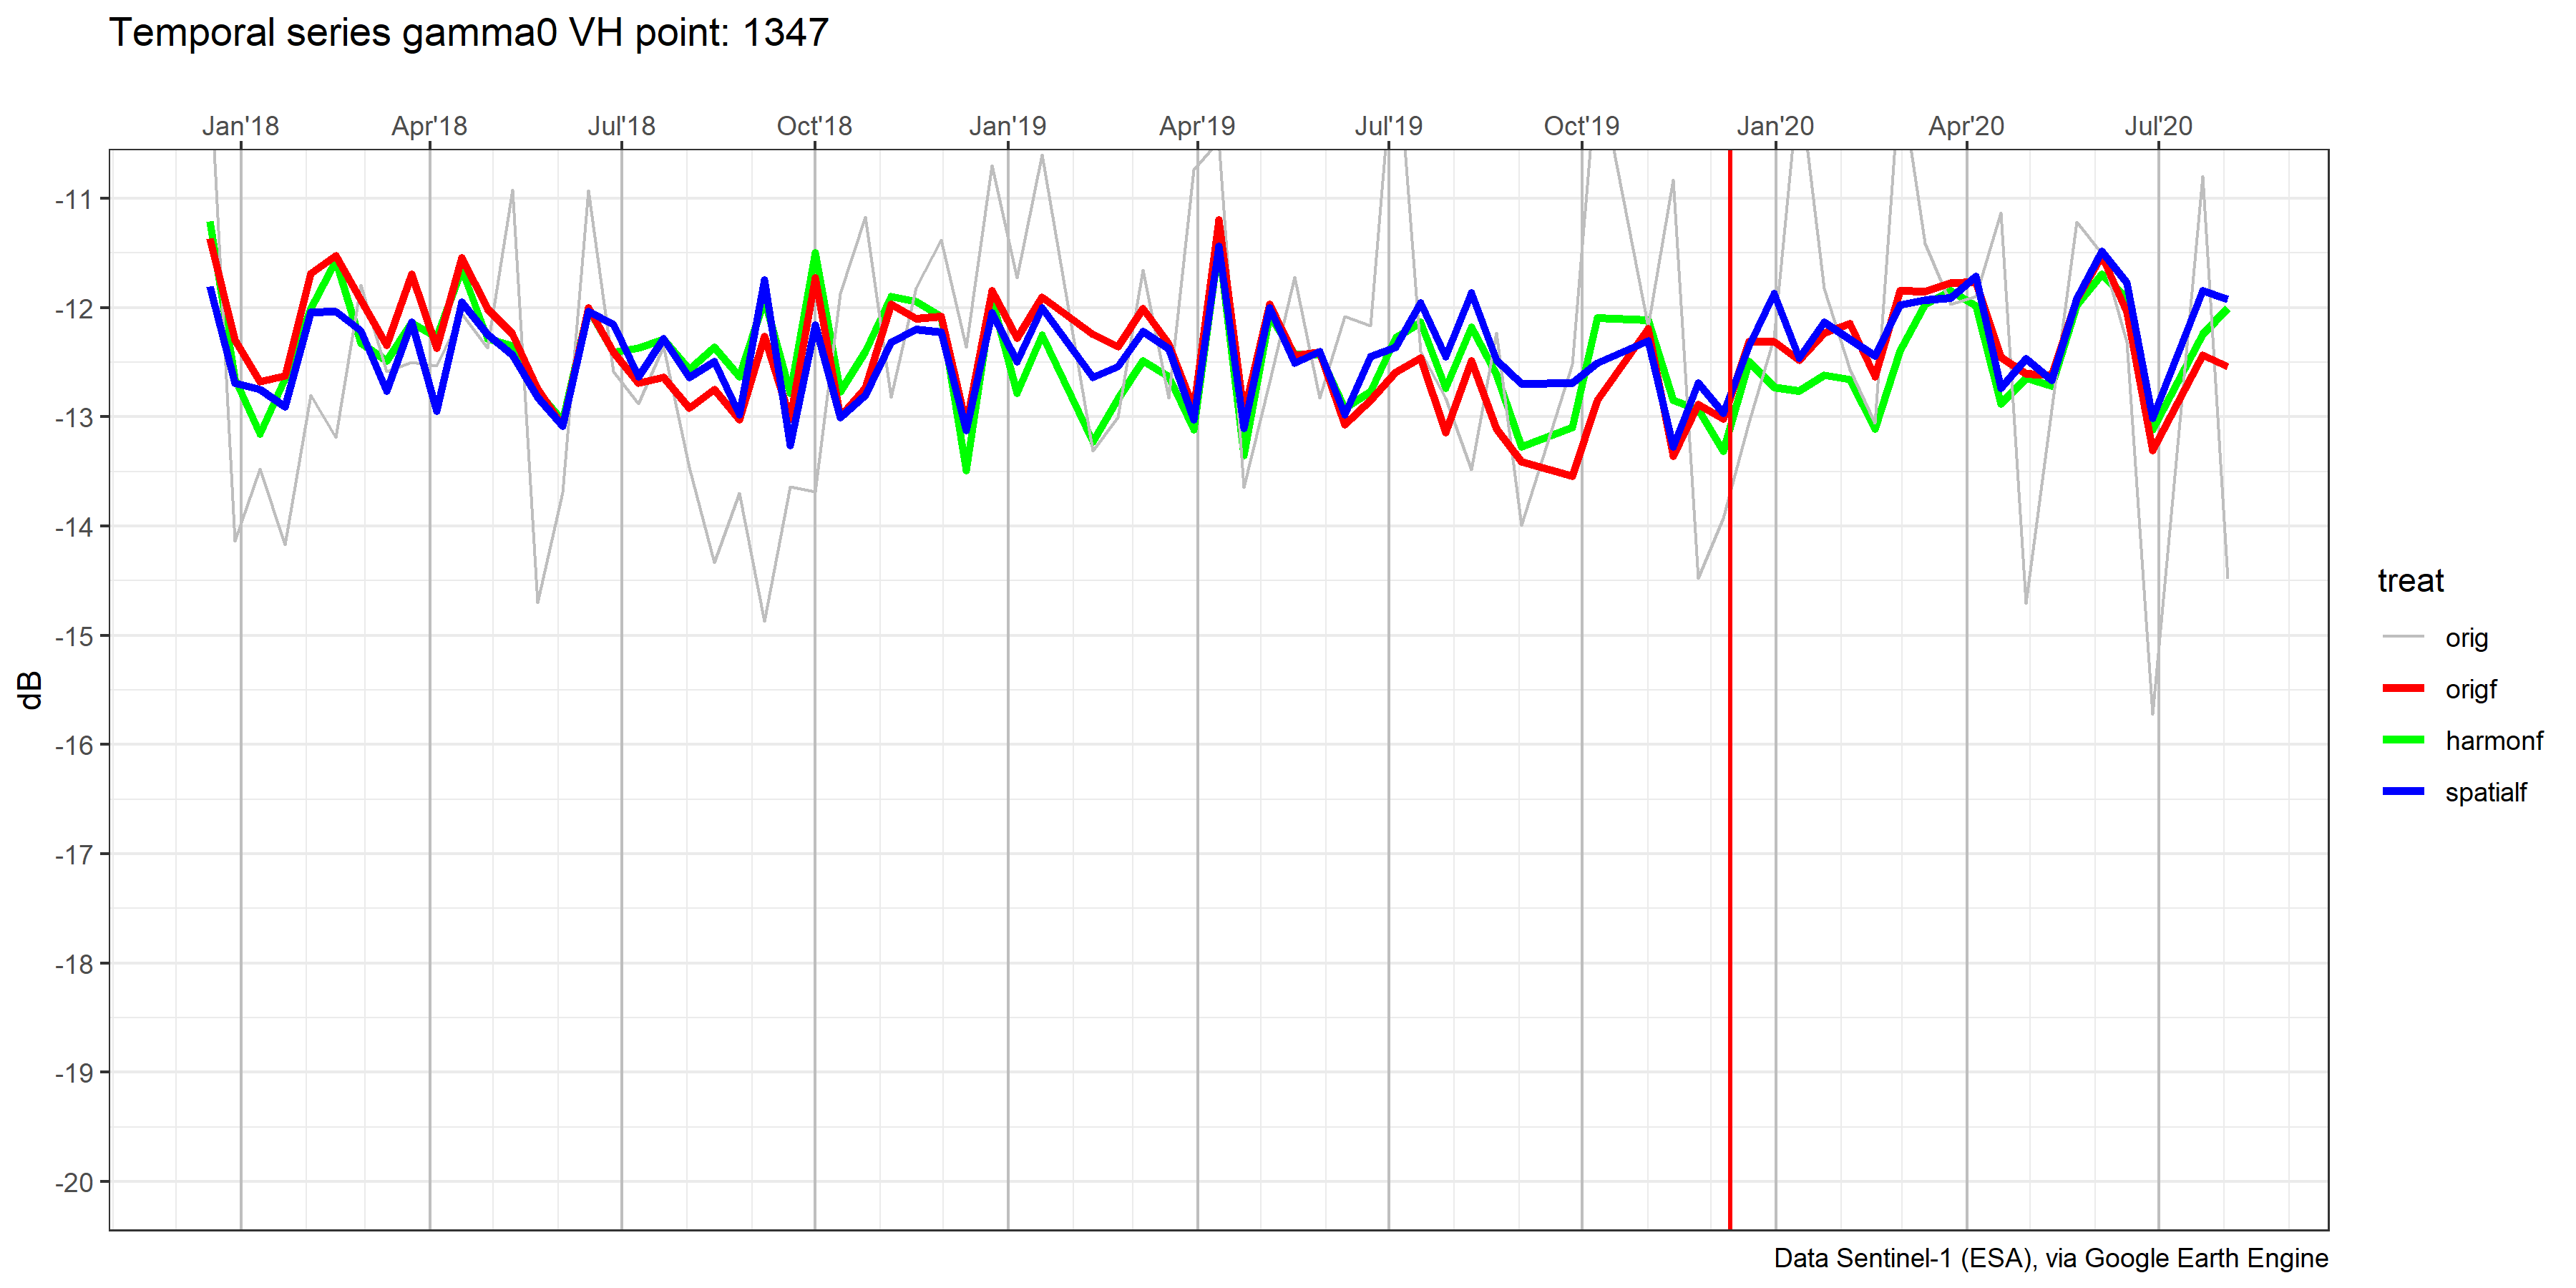 Temporal series gamma0 VH point: 1347
Jan'18 Apr'18 Jul'18 Oct'18 Jan'19 Apr'19 Jul'19 Oct'19 Jan'20 Apr'20 Jul'20
-11
-12
-13
-14
-15
-16
-17
-18
-19
-20
dB
treat
orig
origf
harmonf
spatialf
Data Sentinel-1 (ESA), via Google Earth Engine